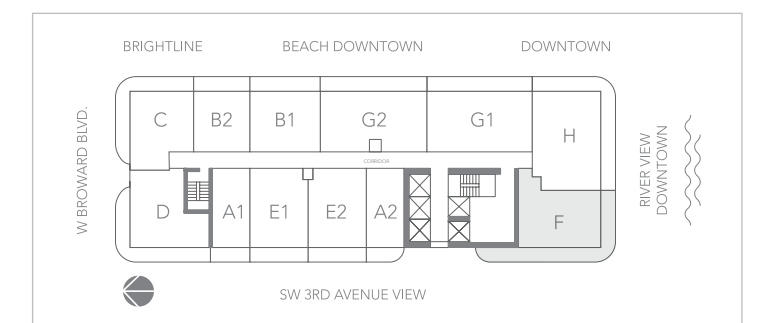 BRIGHTLINE BEACH DOWNTOWN DOWNTOWN
W BROWARD BLVD.
C B2 B1 G2 G1 H
CORRIDOR
D A1 E1 E2 A2 F
RIVER VIEW
DOWNTOWN
SW 3RD AVENUE VIEW